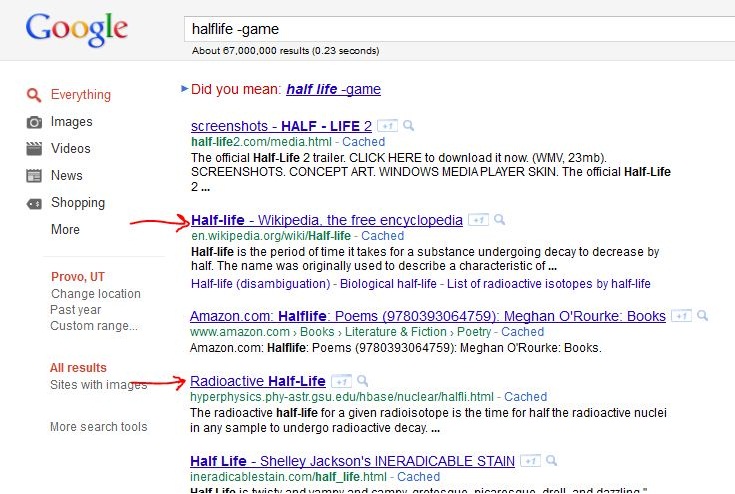 Google
halflife -game
About 67,000,000 results (0.23 seconds)
Everything
Images
Videos
News
Shopping
More
Provo, UT
Change location
Past year
Custom range...
All results
Sites with images
More search tools
Did you mean: half life -game
screenshots - HALF - LIFE 2 +1
half-life2.com/media.html - Cached
The official Half-Life 2 trailer. CLICK HERE to download it now. (WMV, 23mb).
SCREENSHOTS. CONCEPT ART. WINDOWS MEDIA PLAYER SKIN. The official Half-Life
2 ...
Half-life - Wikipedia, the free encyclopedia +1
en.wikipedia.org/wiki/Half-life - Cached
Half-life is the period of time it takes for a substance undergoing decay to decrease by
half. The name was originally used to describe a characteristic of ...
Half-life (disambiguation) - Biological half-life - List of radioactive isotopes by half-life
Amazon.com: Halflife: Poems (9780393064759): Meghan O'Rourke: Books +1
www.amazon.com › Books › Literature & Fiction › Poetry - Cached
Amazon.com: Halflife: Poems (9780393064759): Meghan O'Rourke: Books.
Radioactive Half-Life +1
hyperphysics.phy-astr.gsu.edu/hbase/nuclear/halfli.html - Cached
The radioactive half-life for a given radioisotope is the time for half the radioactive nuclei
in any sample to undergo radioactive decay. ...
Half Life - Shelley Jackson's INERADICABLE STAIN +1
ineradicablestain.com/half_life.html - Cached
Half Life is twisty and vampy and campy, grotesque, picaresque, droll, and dazzling."